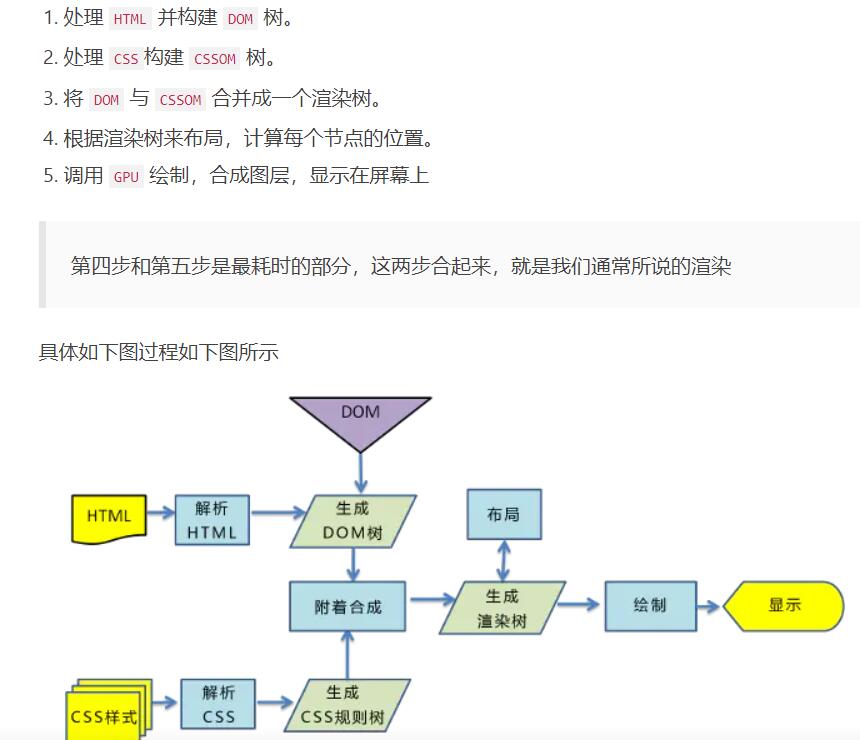 1. 处理 HTML 并构建 DOM 树。
2. 处理 CSS 构建 CSSOM 树。
3. 将 DOM 与 CSSOM 合并成一个渲染树。
4. 根据渲染树来布局，计算每个节点的位置。
5. 调用 GPU 绘制，合成图层，显示在屏幕上
第四步和第五步是最耗时的部分，这两步合起来，就是我们通常所说的渲染
具体如下图过程如下图所示
DOM
HTML
解析
HTML
生成
DOM树
布局
附着合成
生成
渲染树
绘制
显示
CSS样式
解析
CSS
生成
CSS规则树